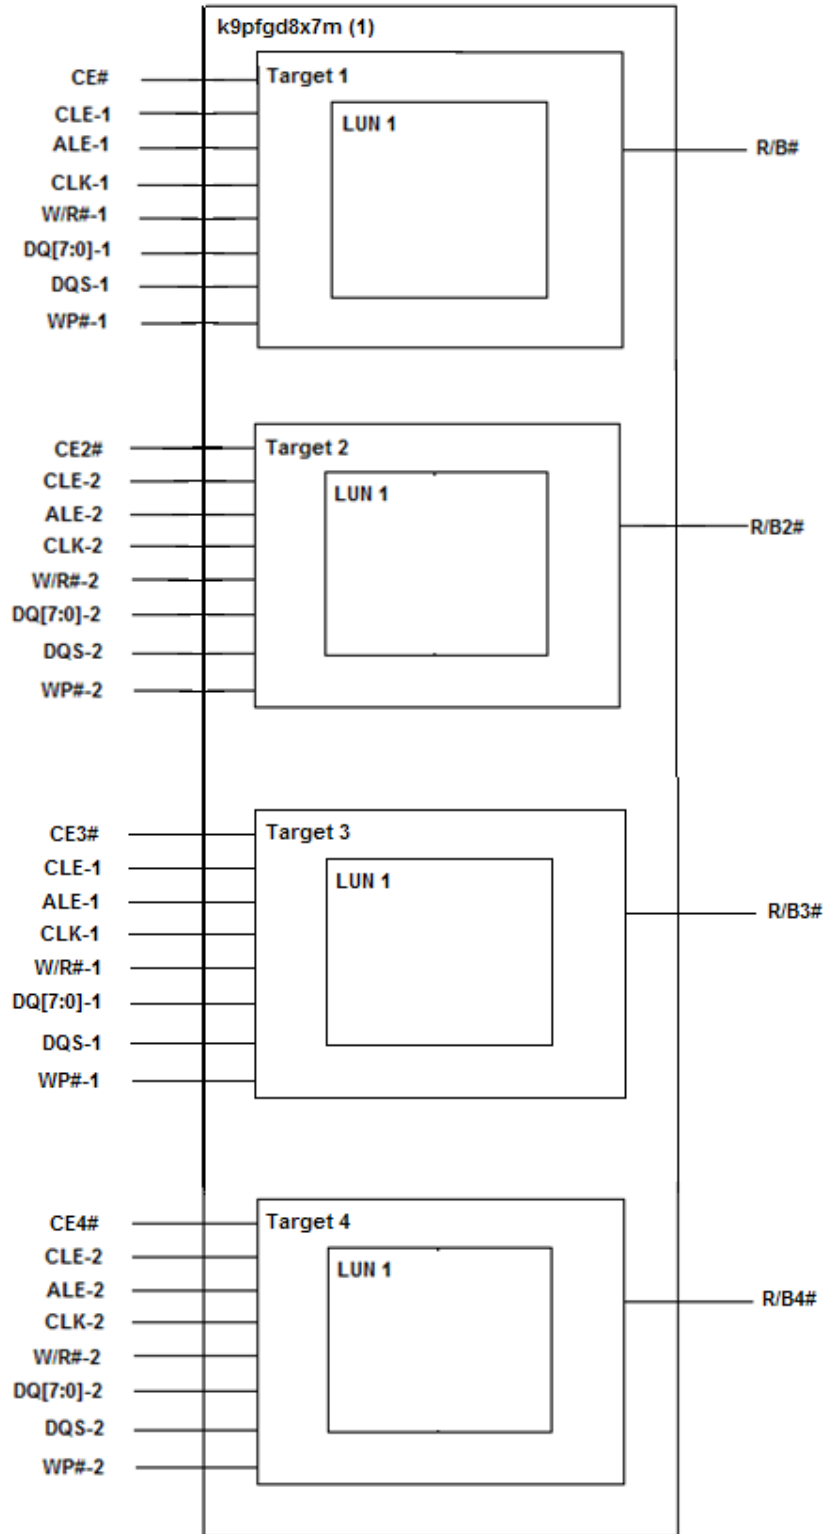 k9pfgd8x7m (1)
CE#
Target 1
CLE-1
LUN 1
ALE-1
R/B#
CLK-1
W/R#-1
DQ[7:0]-1
DQS-1
WP#-1
CE2#
Target 2
CLE-2
LUN 1
ALE-2
R/B2#
CLK-2
W/R#-2
DQ[7:0]-2
DQS-2
WP#-2
CE3#
Target 3
CLE-1
LUN 1
ALE-1
R/B3#
CLK-1
W/R#-1
DQ[7:0]-1
DQS-1
WP#-1
CE4#
Target 4
CLE-2
LUN 1
ALE-2
R/B4#
CLK-2
W/R#-2
DQ[7:0]-2
DQS-2
WP#-2